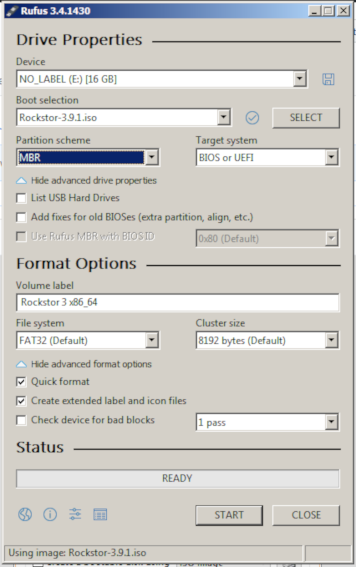 Rufus 3.4.1430
Drive Properties
Device
NO_LABEL (E:) [16 GB]
Boot selection
Rockstor-3.9.1.iso
SELECT
Partition scheme
Target system
MBR
BIOS or UEFI
Hide advanced drive properties
List USB Hard Drives
Add fixes for old BIOSes (extra partition, align, etc.)
Use Rufus MBR with BIOS ID
0x80 (Default)
Format Options
Volume label
Rockstor 3 x86_64
File system
Cluster size
FAT32 (Default)
8192 bytes (Default)
Hide advanced format options
Quick format
Create extended label and icon files
Check device for bad blocks
1 pass
Status
READY
START
CLOSE
Using image: Rockstor-3.9.1.iso